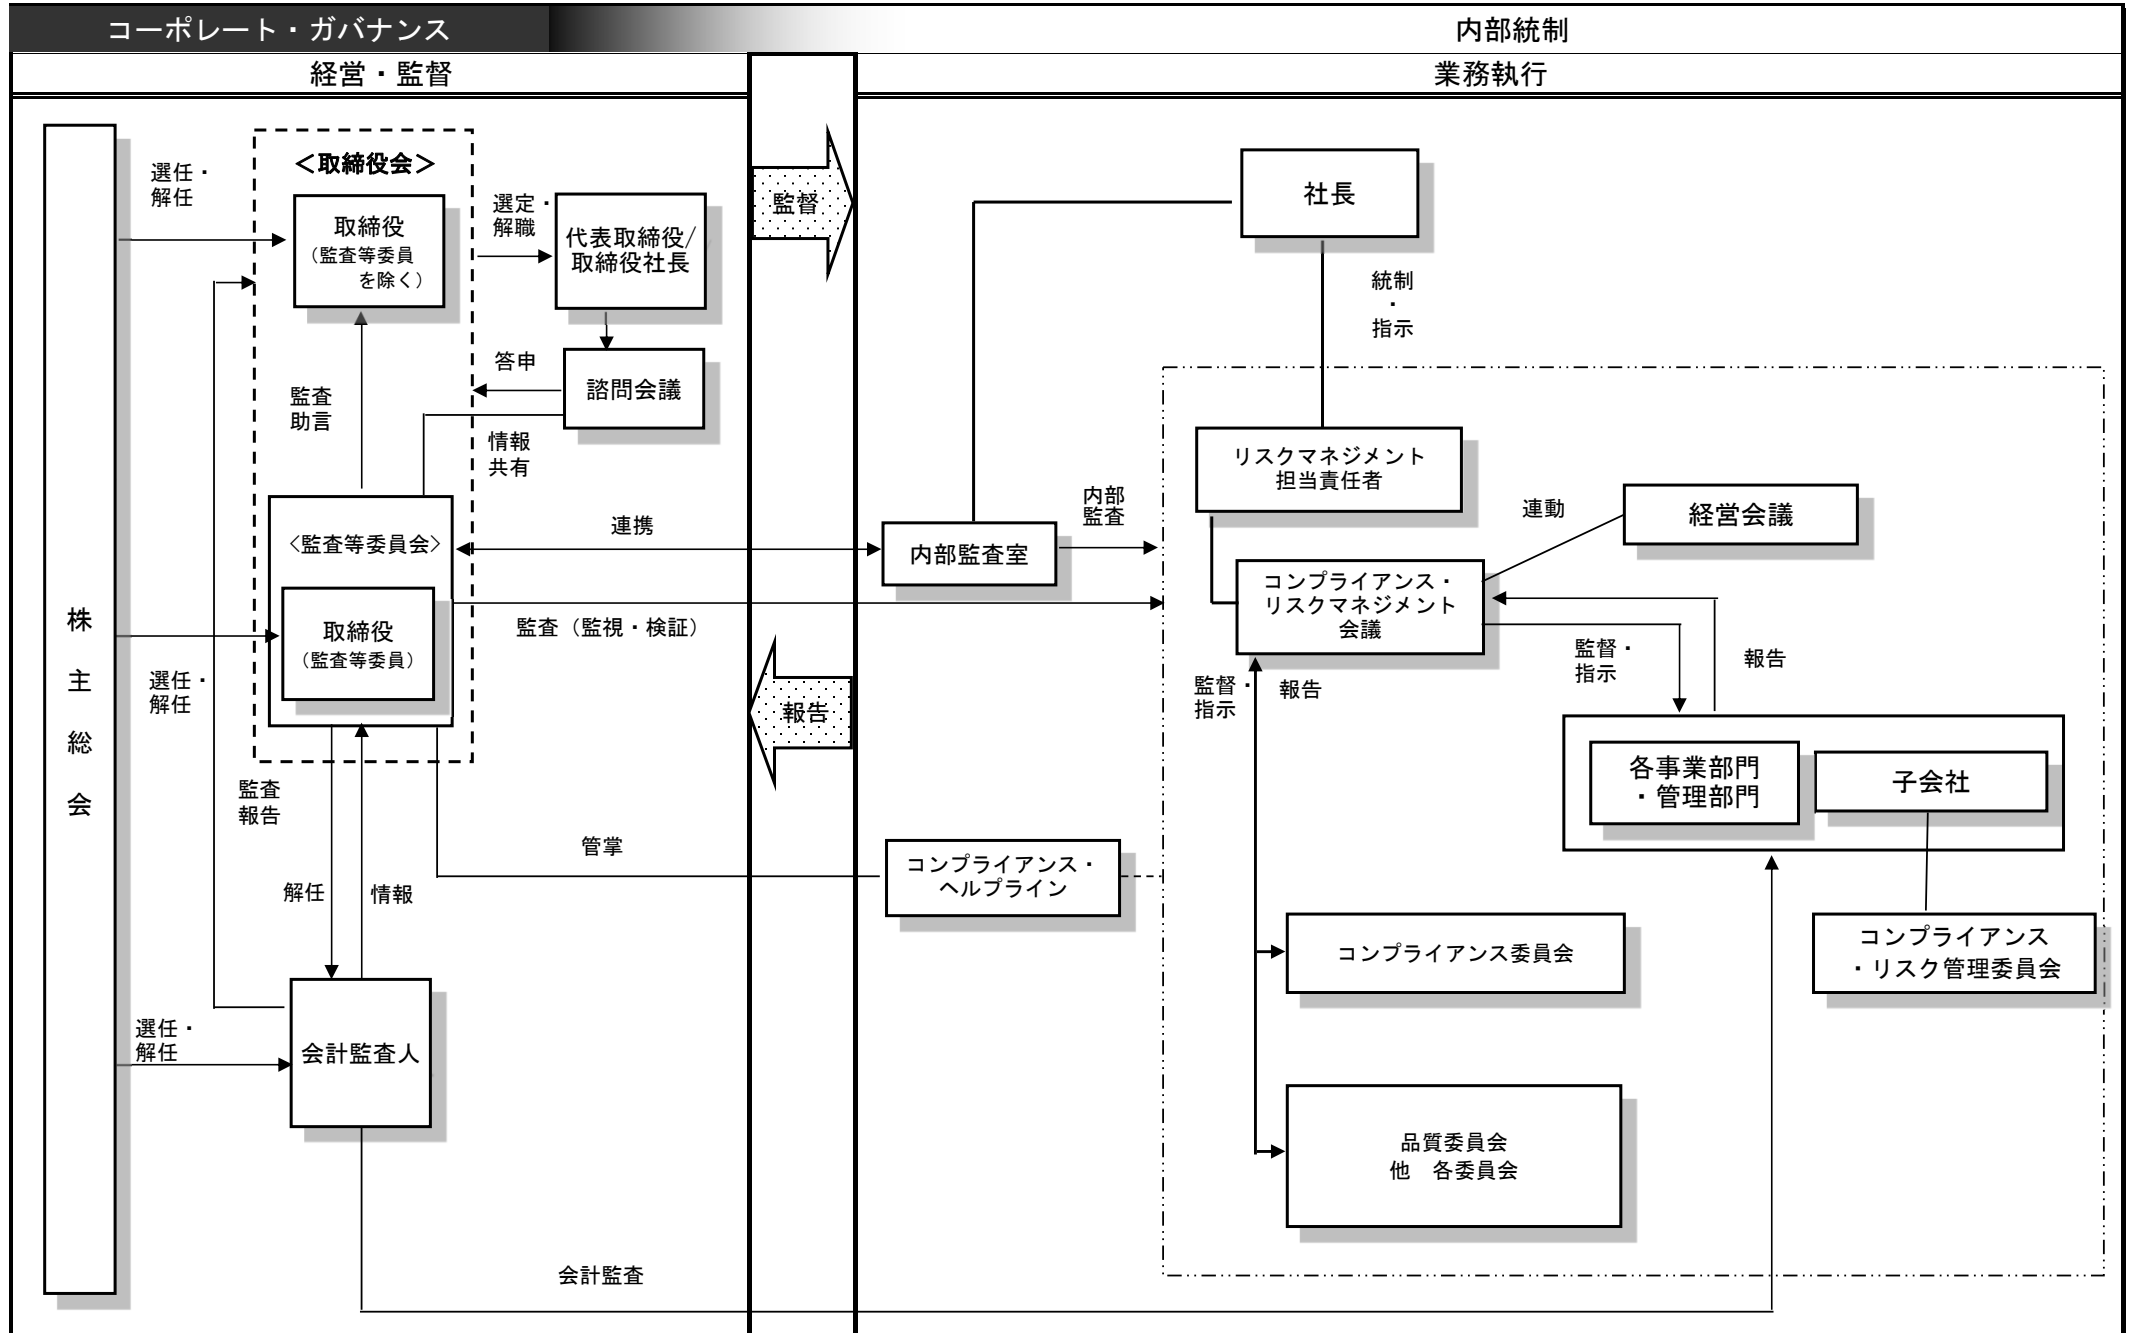 コーポレート・ガバナンス
内部統制
経営・監督
業務執行
株主総会
選任・
解任
＜取締役会＞
取締役
（監査等委員
を除く）
選定・
解職
代表取締役/
取締役社長
監督
社長
統制
・
指示
答申
諮問会議
監査
助言
情報
共有
リスクマネジメント
担当責任者
内部
監査
連動
経営会議
連携
＜監査等委員会＞
内部監査室
コンプライアンス・
リスクマネジメント
会議
取締役
（監査等委員）
監査（監視・検証）
監督・
指示
報告
選任・
解任
監督・
指示
報告
報告
各事業部門
・管理部門
子会社
監査
報告
管掌
コンプライアンス・
ヘルプライン
解任
情報
コンプライアンス委員会
コンプライアンス
・リスク管理委員会
選任・
解任
会計監査人
品質委員会
他　各委員会
会計監査